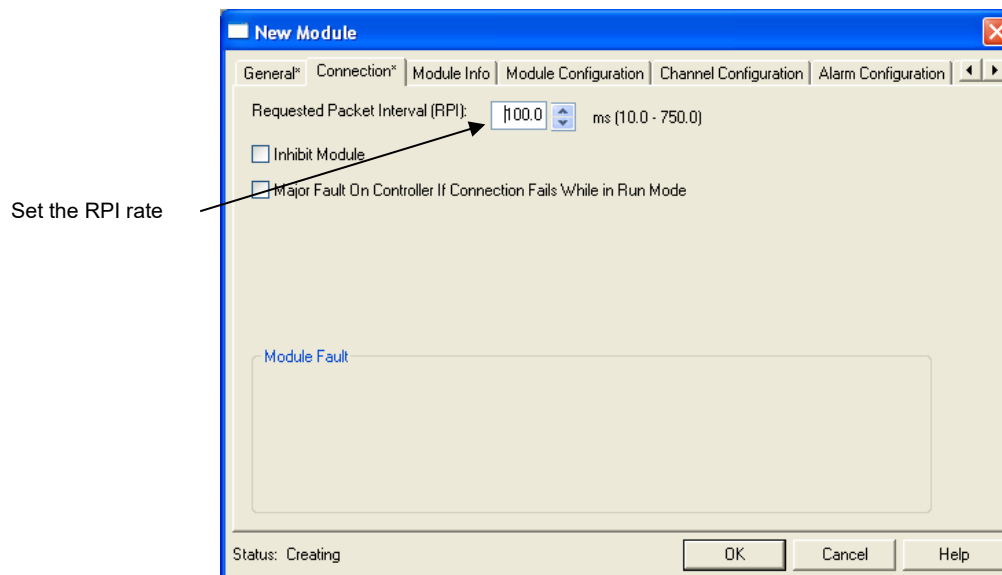 New Module
General* Connection* Module Info Module Configuration Channel Configuration Alarm Configuration
Requested Packet Interval (RPI): 100.0 ms (10.0 - 750.0)
Inhibit Module
Major Fault On Controller If Connection Fails While in Run Mode
Set the RPI rate
Module Fault
Status: Creating OK Cancel Help